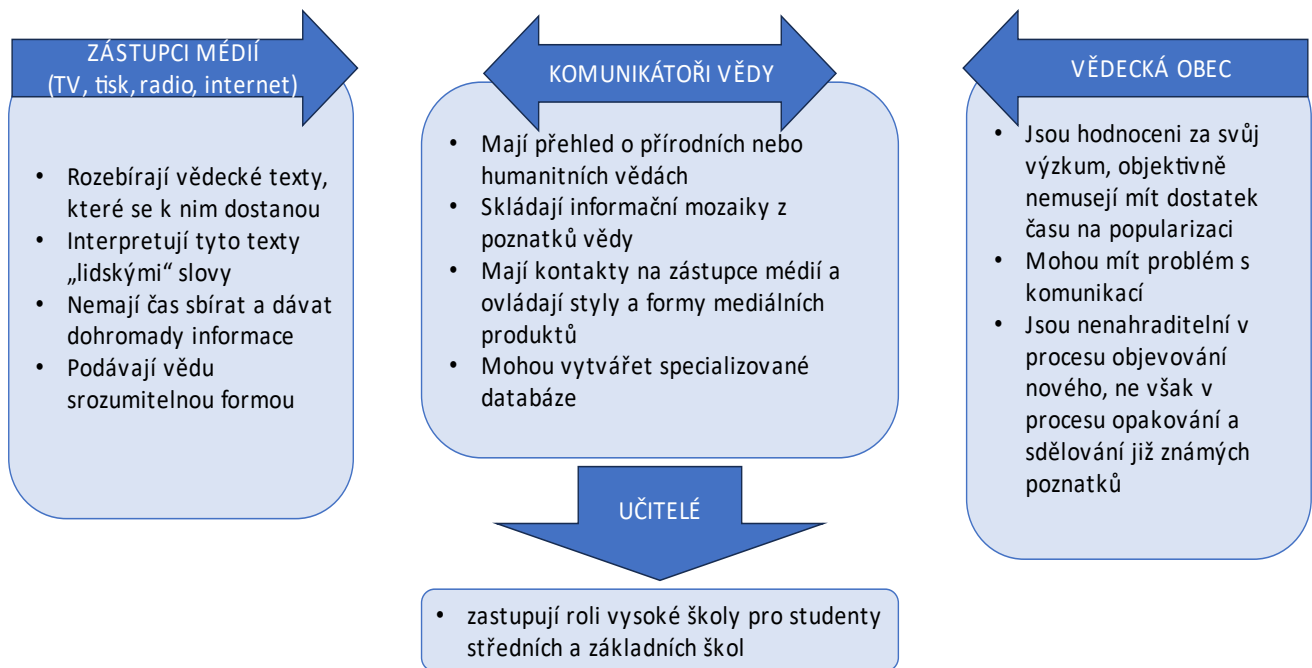 ZÁSTUPCI MÉDIÍ
(TV, tisk, radio, internet)
• Rozebírají vědecké texty,
které se k nim dostanou
• Interpretují tyto texty
„lidskými“ slovy
• Nemají čas sbírat a dávat
dohromady informace
• Podávají vědu
srozumitelnou formou
KOMUNIKÁTOŘI VĚDY
• Mají přehled o přírodních nebo
humanitních vědách
• Skládají informační mozaiky z
poznatků vědy
• Mají kontakty na zástupce médií a
ovládají styly a formy mediálních
produktů
• Mohou vytvářet specializované
databáze
VĚDECKÁ OBEC
• Jsou hodnoceni za svůj
výzkum, objektivně
nemusejí mít dostatek
času na popularizaci
• Mohou mít problém s
komunikací
• Jsou nenahraditelní v
procesu objevování
nového, ne však v
procesu opakování a
sdělování již známých
poznatků
UČITELÉ
• zastupují roli vysoké školy pro studenty
středních a základních škol